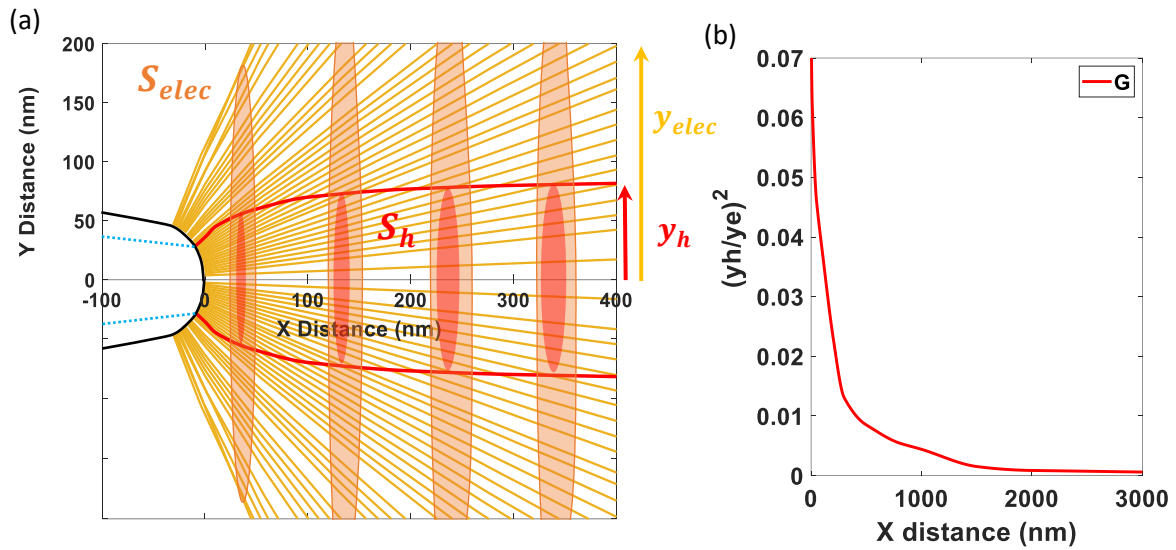 (a)
200
150
100
50
0
Y Distance (nm)
-100
0
100
200
300
400
X Distance (nm)
S_elec
S_h
y_elec
y_h
(b)
0.07
0.06
0.05
0.04
0.03
0.02
0.01
0
(yh/ye)²
G
0
1000
2000
3000
X distance (nm)